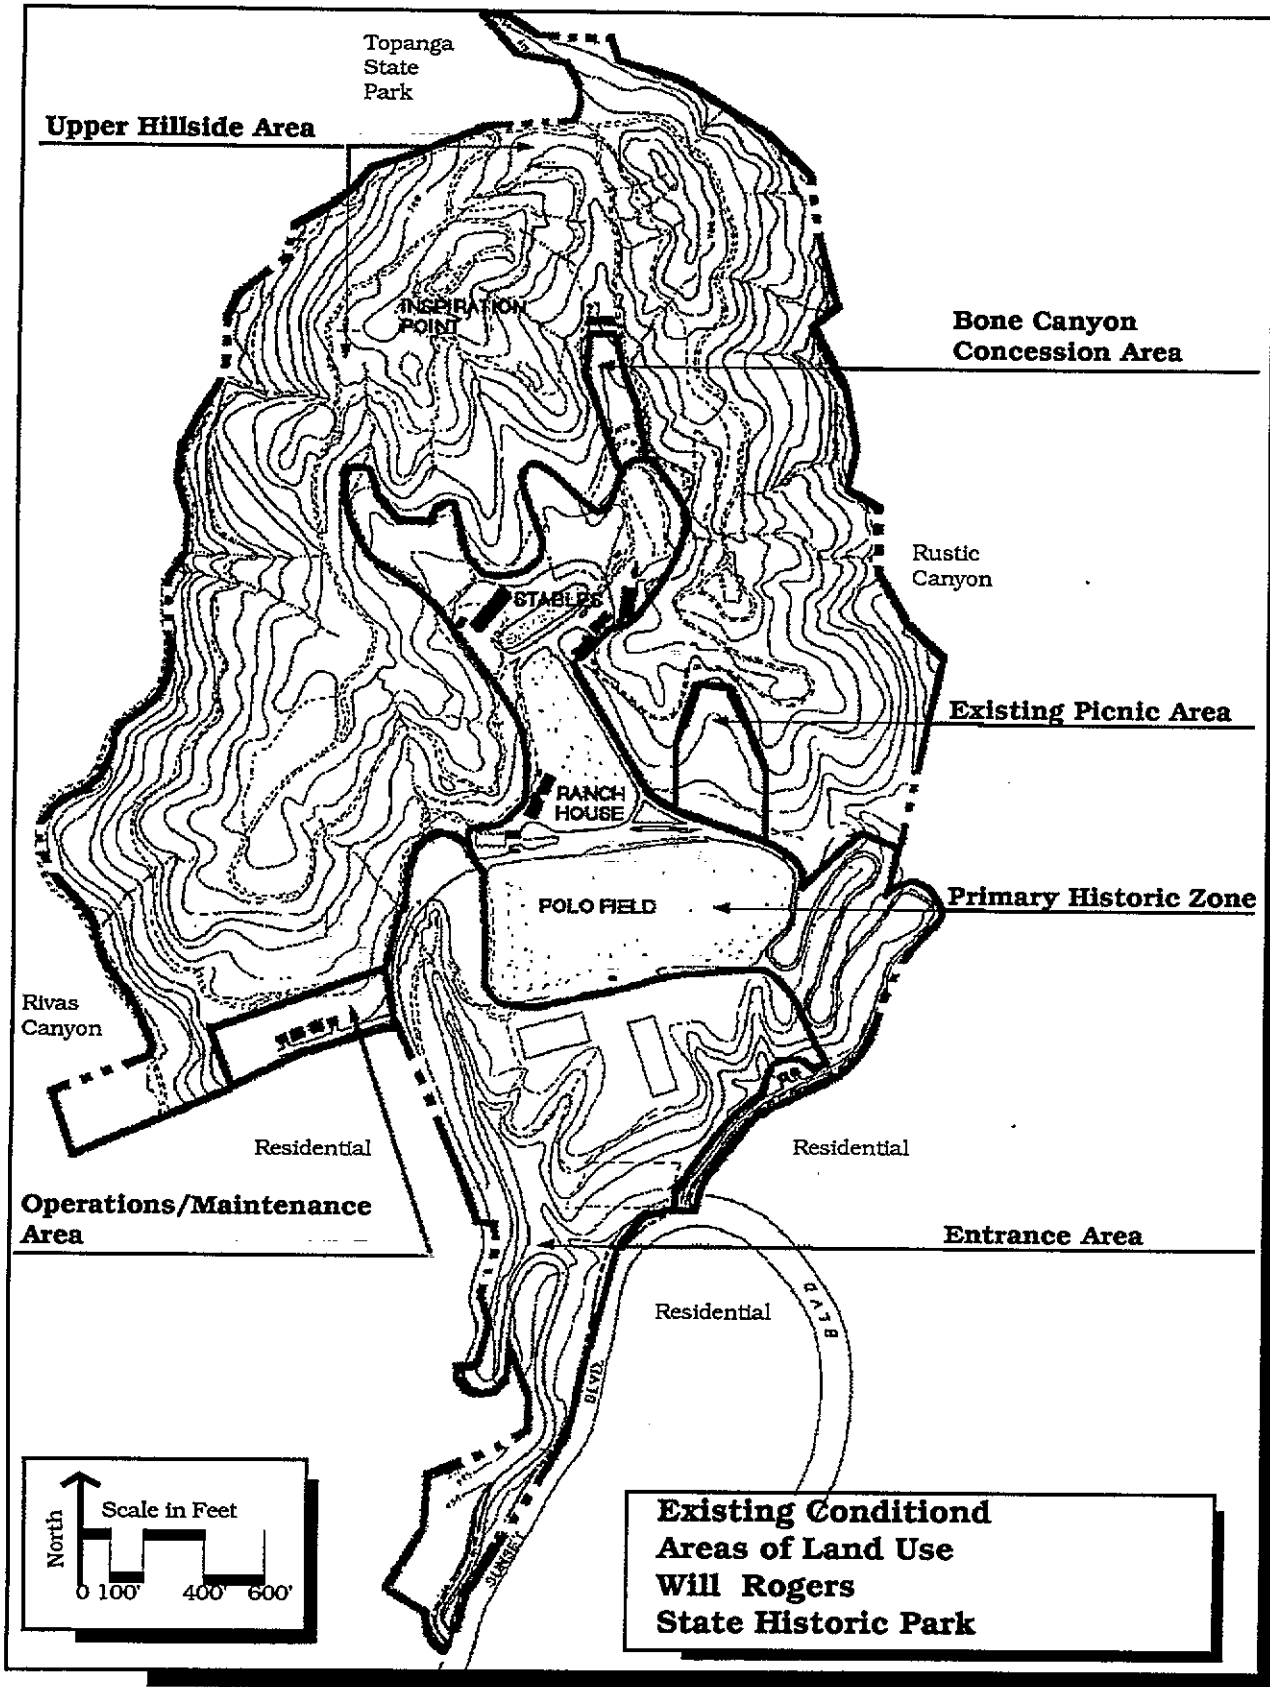 Topanga
State
Park
Upper Hillside Area
INSPIRATION
POINT
Bone Canyon
Concession Area
Rustic
Canyon
STABLES
Existing Picnic Area
RANCH
HOUSE
POLO FIELD
Primary Historic Zone
Rivas
Canyon
Residential
Residential
Operations/Maintenance
Area
Entrance Area
Residential
BLVD
BLVD
SUNSET
North
Scale in Feet
0 100' 400' 600'
Existing Conditiond
Areas of Land Use
Will Rogers
State Historic Park